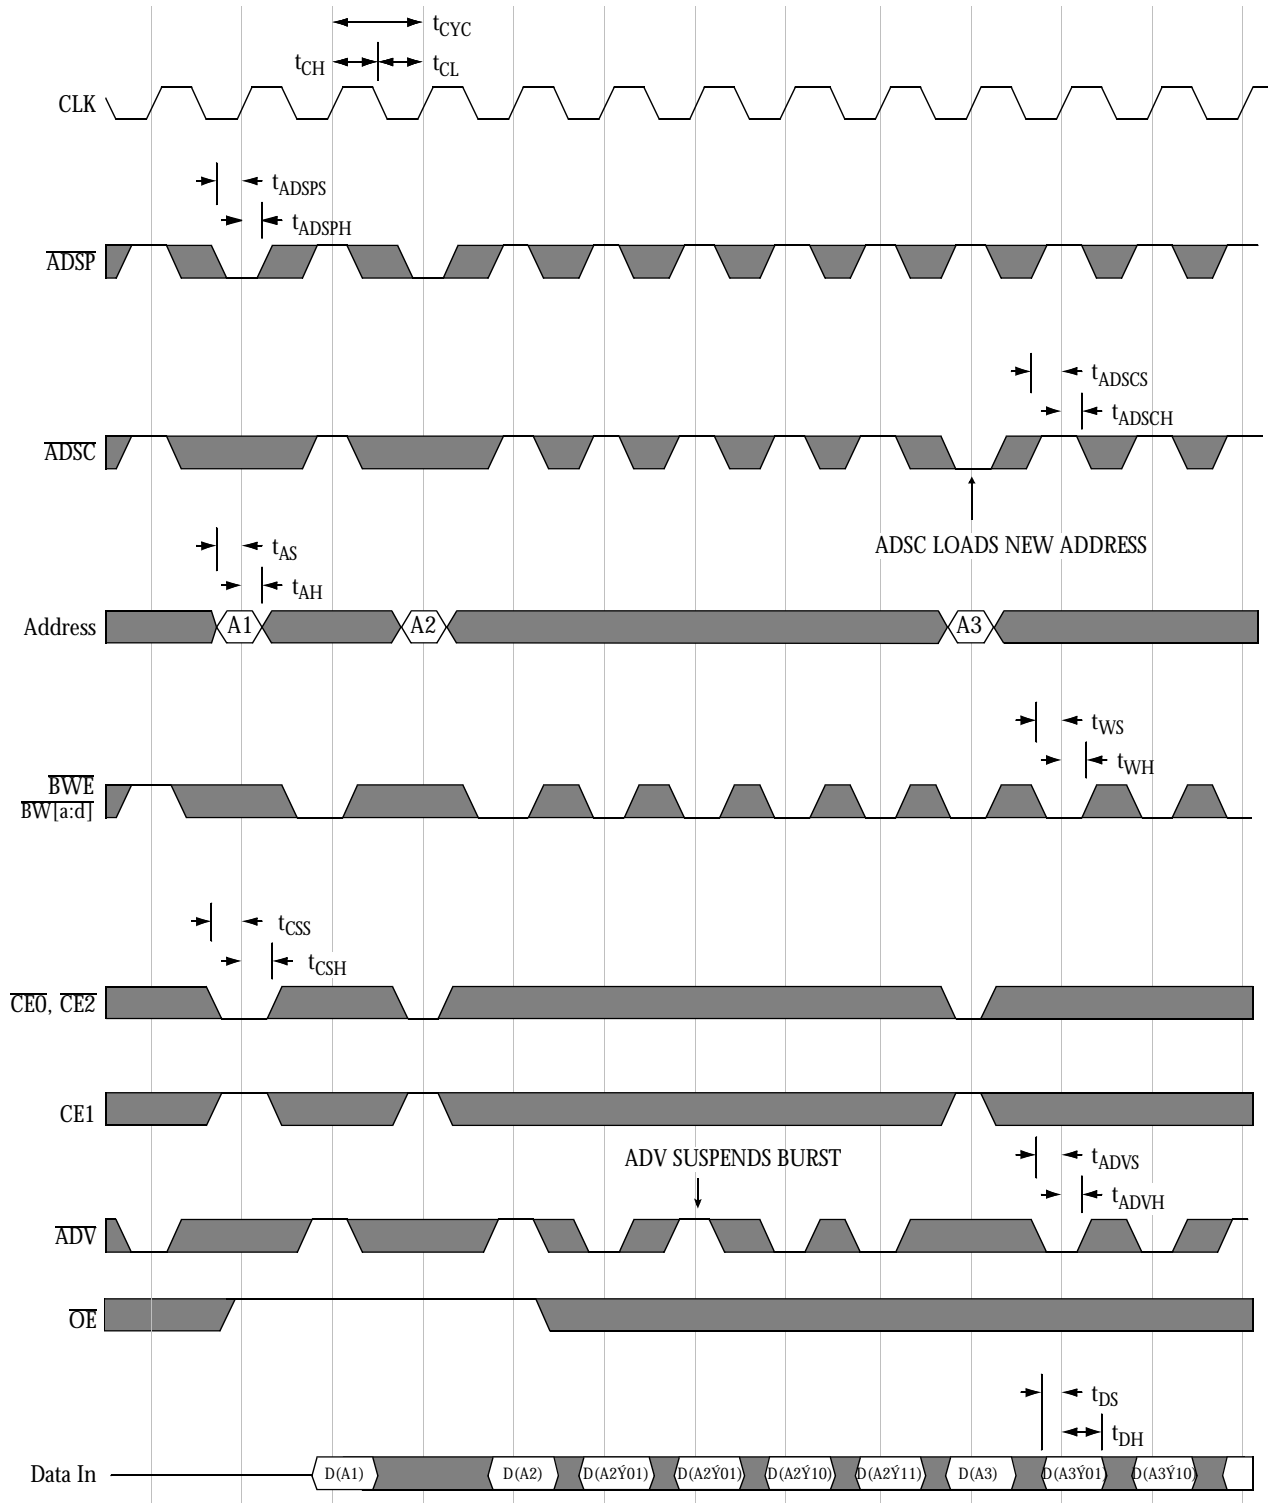 tCYC
tCH
tCL
CLK
tADSPS
tADSPH
ADSP
tADSCS
tADSCH
ADSC
ADSC LOADS NEW ADDRESS
tAS
tAH
Address
A1
A2
A3
tWS
tWH
BWE
BW[a:d]
tCSS
tCSH
CE0, CE2
CE1
ADV SUSPENDS BURST
tADVS
tADVH
ADV
OE
tDS
tDH
Data In
D(A1)
D(A2)
D(A2Ý01)
D(A2Ý01)
D(A2Ý10)
D(A2Ý11)
D(A3)
D(A3Ý01)
D(A3Ý10)